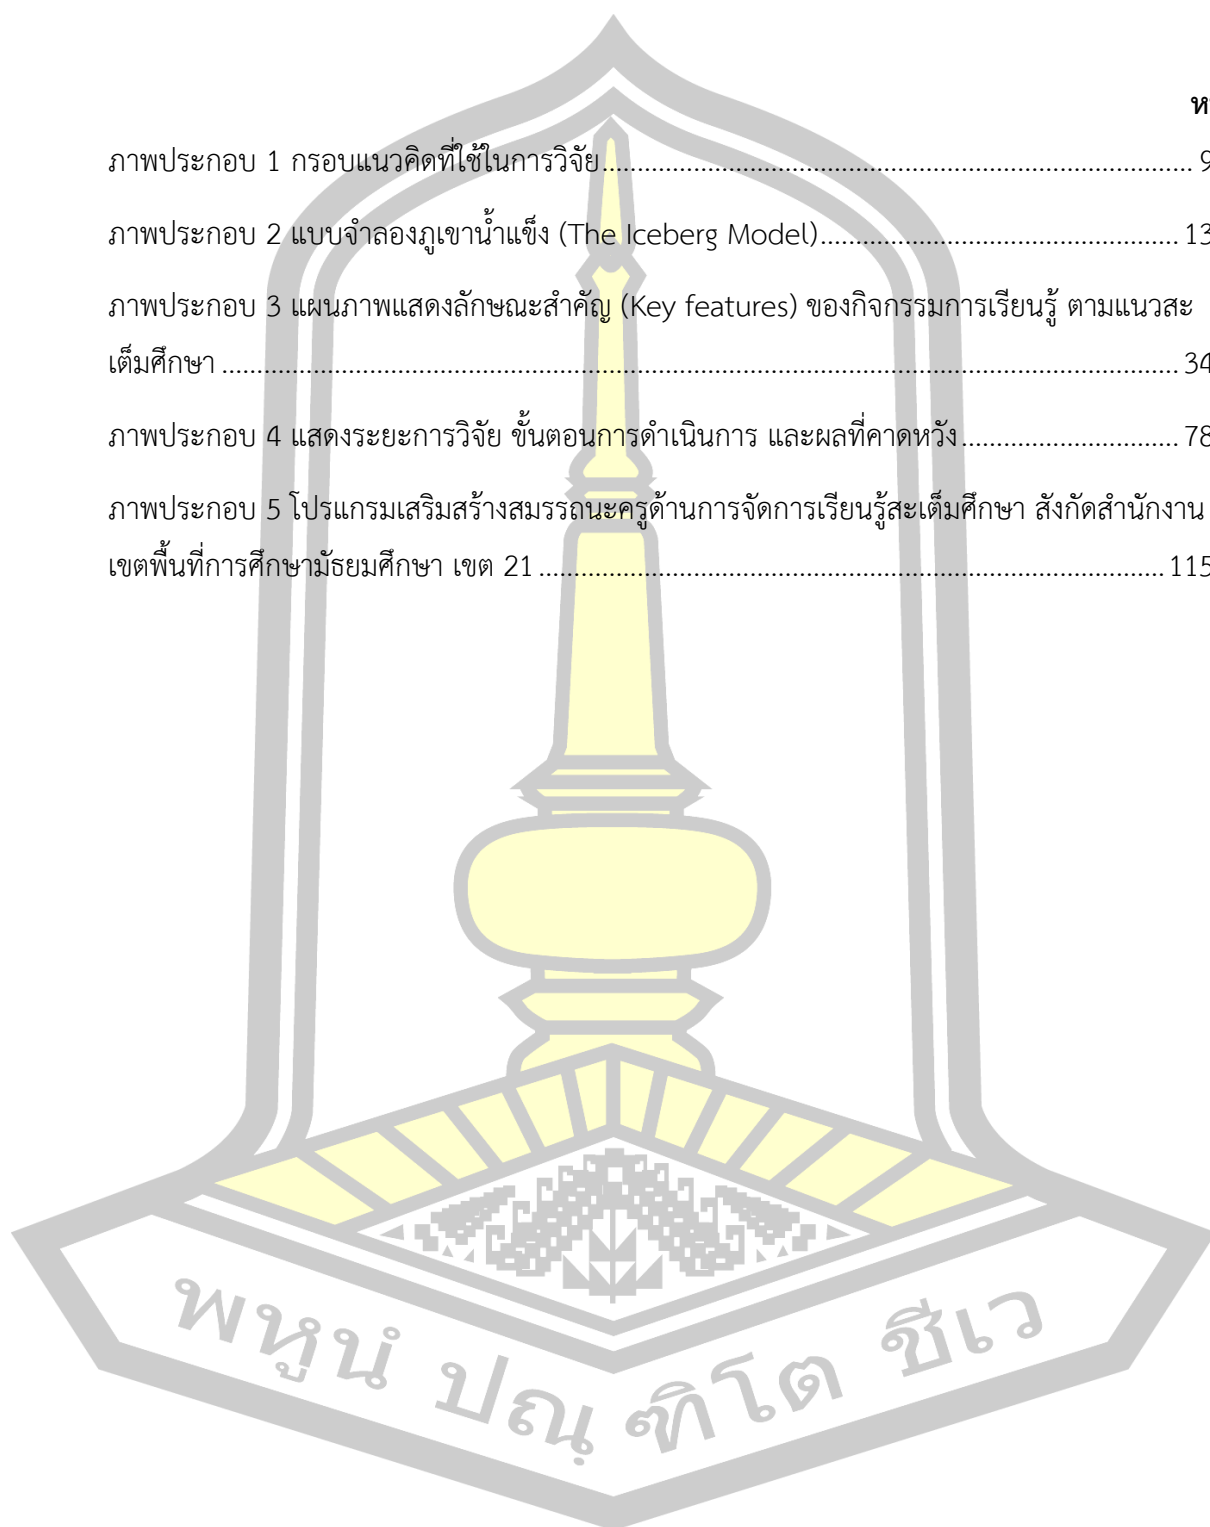 ภาพประกอบ 1 กรอบแนวคิดที่ใช้ในการวิจัย.......... 9
ภาพประกอบ 2 แบบจำลองภูเขาน้ำแข็ง (The Iceberg Model).......... 13
ภาพประกอบ 3 แผนภาพแสดงลักษณะสำคัญ (Key features) ของกิจกรรมการเรียนรู้ ตามแนวสะ
เต็มศึกษา .......... 34
ภาพประกอบ 4 แสดงระยะการวิจัย ขั้นตอนการดำเนินการ และผลที่คาดหวัง.......... 78
ภาพประกอบ 5 โปรแกรมเสริมสร้างสมรรถนะครูด้านการจัดการเรียนรู้สะเต็มศึกษา สังกัดสำนักงาน
เขตพื้นที่การศึกษามัธยมศึกษา เขต 21 .......... 115
พหูนํ ปณฺฑิโต ชีเว